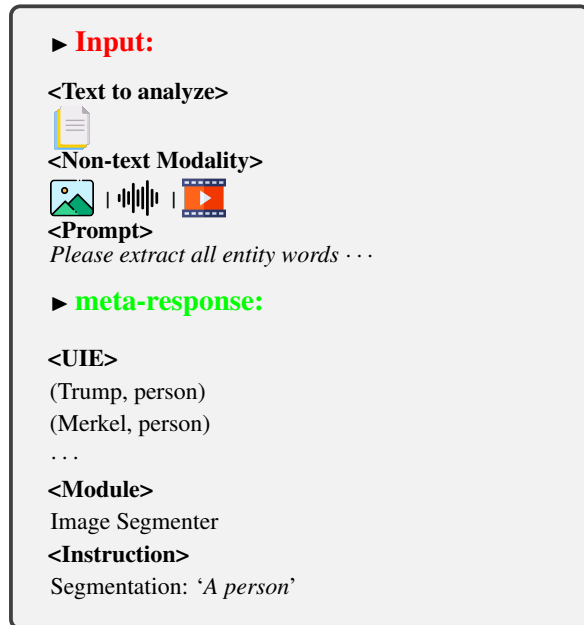 ► Input:
<Text to analyze>
<Non-text Modality>
| |
<Prompt>
Please extract all entity words · · ·
► meta-response:
<UIE>
(Trump, person)
(Merkel, person)
· · ·
<Module>
Image Segmenter
<Instruction>
Segmentation: ‘A person’